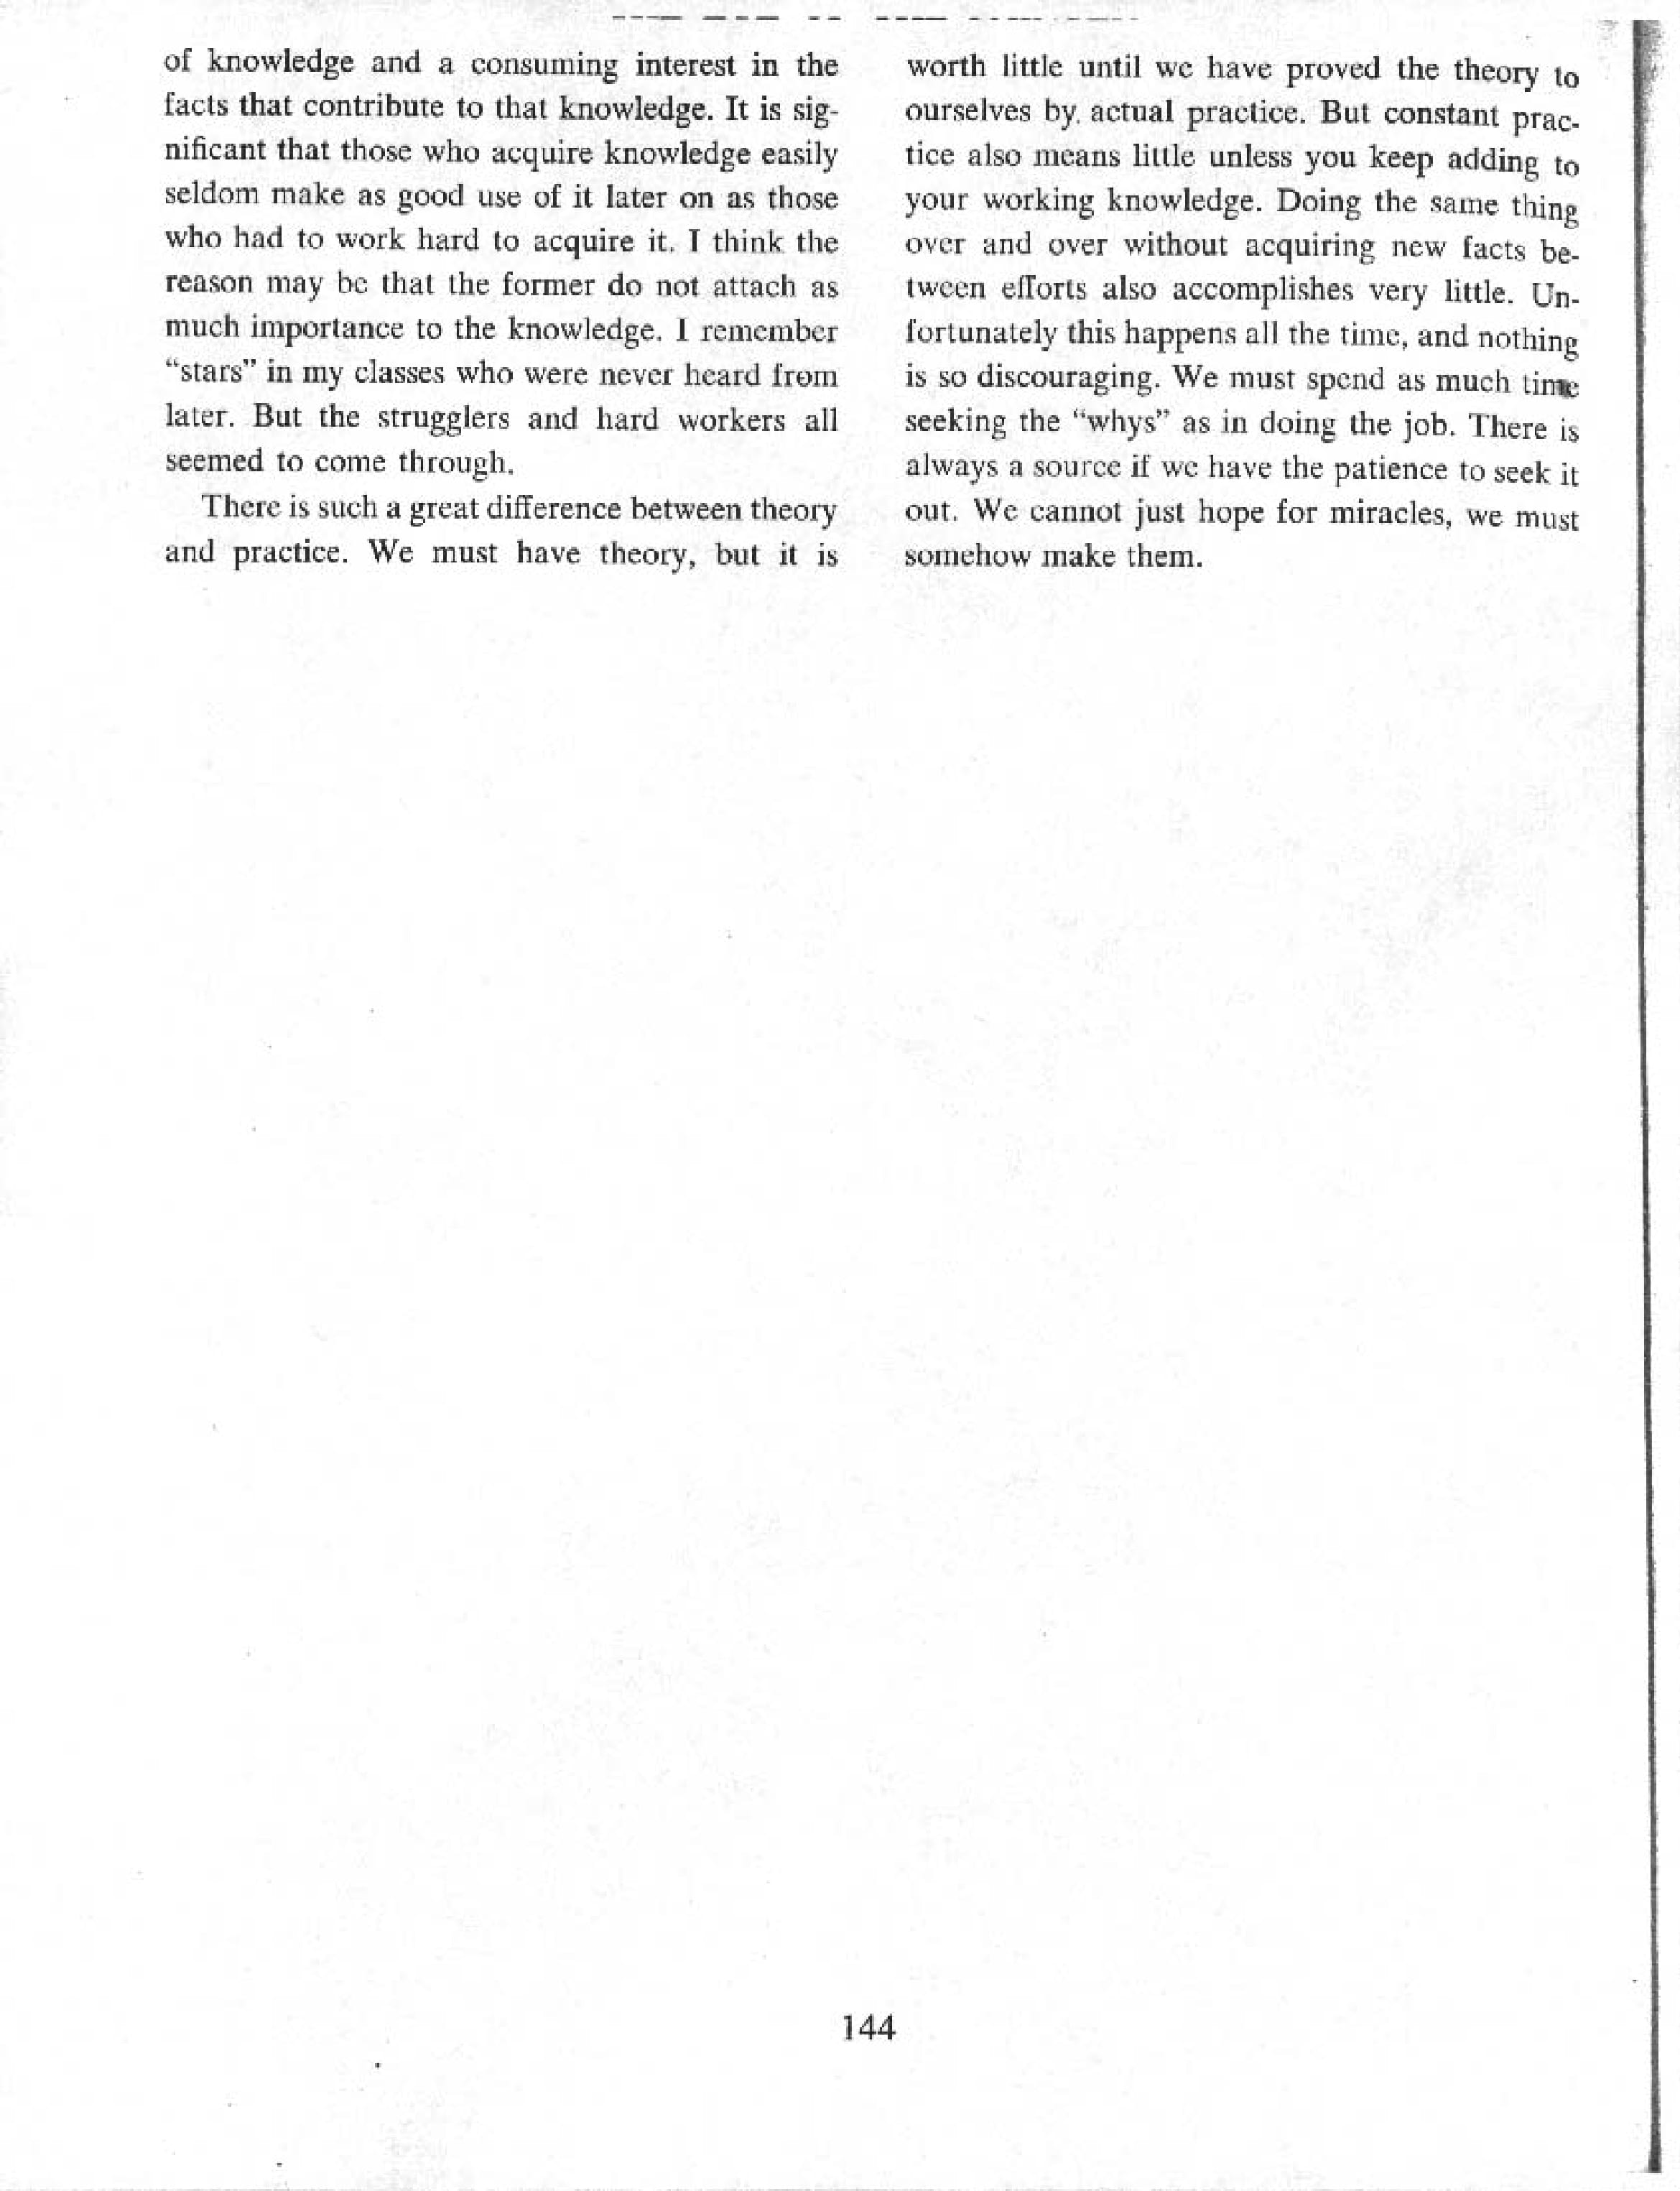 of knowledge and a consuming interest in the
facts that contribute to that knowledge. It is sig-
nificant that those who acquire knowledge easily
seldom make as good use of it later on as those
who had to work hard to acquire it. I think the
reason may be that the former do not attach as
much importance to the knowledge. I remember
“stars” in my classes who were never heard from
later. But the strugglers and hard workers all
seemed to come through.
There is such a great difference between theory
and practice. We must have theory, but it is
worth little until we have proved the theory to
ourselves by. actual practice. But constant prac-
tice also means little unless you keep adding to
your working knowledge. Doing the same thing
over and over without acquiring new facts be-
tween efforts also accomplishes very little. Un-
fortunately this happens all the time, and nothing
is so discouraging. We must spend as much time
seeking the “whys” as in doing the job. There is
always a source if we have the patience to seek it
out. We cannot just hope for miracles, we must
somehow make them.
144